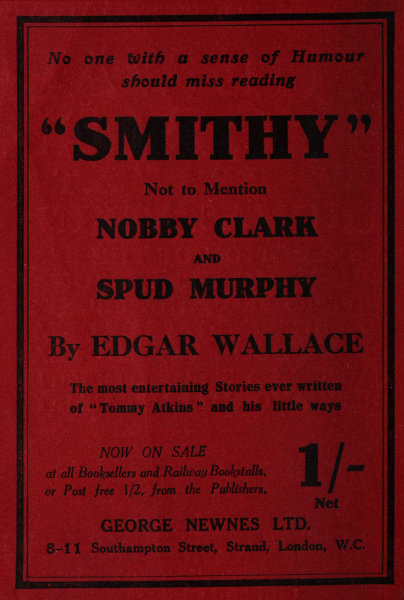 No one with a sense of Humour
should miss reading
"SMITHY"
Not to Mention
NOBBY CLARK
AND
SPUD MURPHY
By EDGAR WALLACE
The most entertaining Stories ever written
of "Tommy Atkins" and his little ways
NOW ON SALE
at all Booksellers and Railway Bookstalls,
or Post free 1/2, from the Publishers,
1/-
Net
GEORGE NEWNES LTD.
8-11 Southampton Street, Strand, London, W.C.